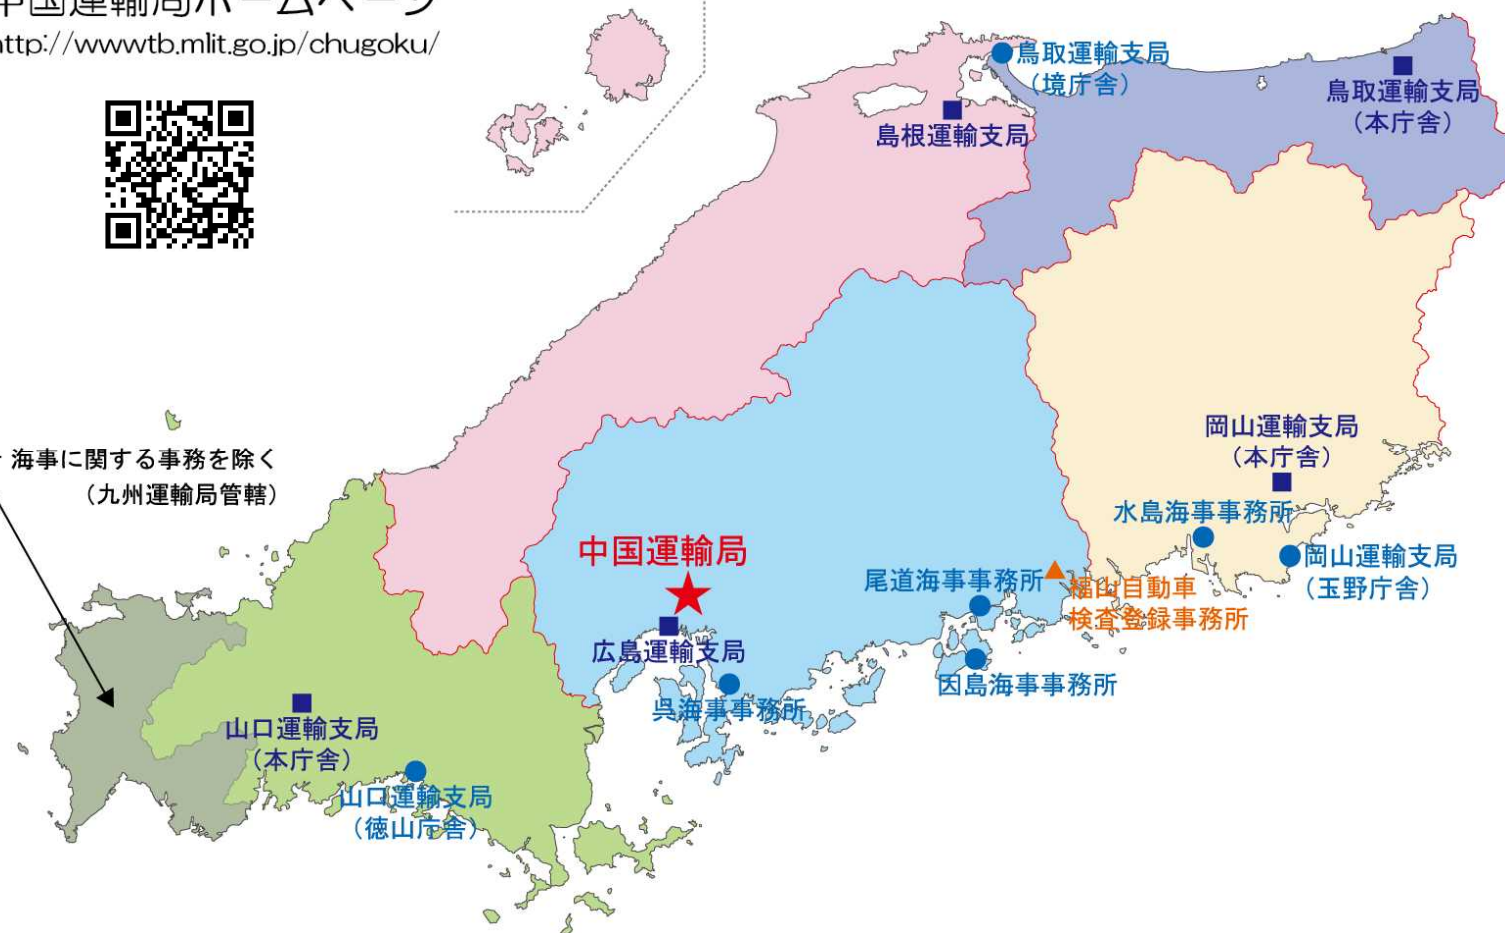 中国運輸局ホームページ
http://wwwtb.mlit.go.jp/chugoku/
鳥取運輸支局
（境庁舎）
鳥取運輸支局
（本庁舎）
島根運輸支局
海事に関する事務を除く
（九州運輸局管轄）
岡山運輸支局
（本庁舎）
水島海事事務所
岡山運輸支局
（玉野庁舎）
中国運輸局
尾道海事事務所
福山自動車
検査登録事務所
広島運輸支局
因島海事事務所
呉海事事務所
山口運輸支局
（本庁舎）
山口運輸支局
（徳山庁舎）